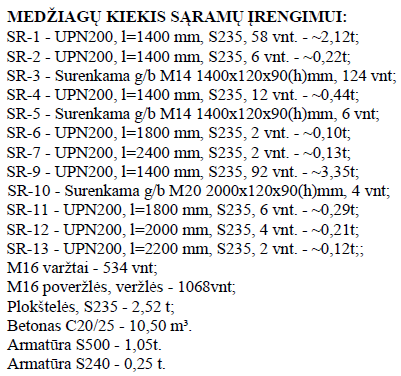 MEDŽIAGŲ KIEKIS SĄRAMŲ ĮRENGIMUI:
SR-1 - UPN200, l=1400 mm, S235, 58 vnt. - ~2,12t;
SR-2 - UPN200, l=1400 mm, S235, 6 vnt. - ~0,22t;
SR-3 - Surenkama g/b M14 1400x120x90(h)mm, 124 vnt;
SR-4 - UPN200, l=1400 mm, S235, 12 vnt. - ~0,44t;
SR-5 - Surenkama g/b M14 1400x120x90(h)mm, 6 vnt;
SR-6 - UPN200, l=1800 mm, S235, 2 vnt. - ~0,10t;
SR-7 - UPN200, l=2400 mm, S235, 2 vnt. - ~0,13t;
SR-9 - UPN200, l=1400 mm, S235, 92 vnt. - ~3,35t;
SR-10 - Surenkama g/b M20 2000x120x90(h)mm, 4 vnt;
SR-11 - UPN200, l=1800 mm, S235, 6 vnt. - ~0,29t;
SR-12 - UPN200, l=2000 mm, S235, 4 vnt. - ~0,21t;
SR-13 - UPN200, l=2200 mm, S235, 2 vnt. - ~0,12t;;
M16 varžtai - 534 vnt;
M16 poveržlės, veržlės - 1068vnt;
Plokštelės, S235 - 2,52 t;
Betonas C20/25 - 10,50 m³.
Armatūra S500 - 1,05t.
Armatūra S240 - 0,25 t.